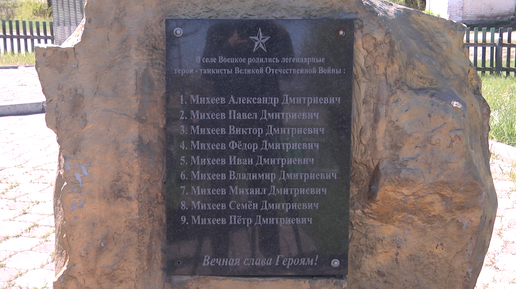 В селе Воецкое родились легендарные
герои - танкисты Великой Отечественной Войны :
1. Михеев Александр Дмитриевич
2. Михеев Павел Дмитриевич
3. Михеев Виктор Дмитриевич
4. Михеев Фёдор Дмитриевич
5. Михеев Иван Дмитриевич
6. Михеев Владимир Дмитриевич
7. Михеев Михаил Дмитриевич
8. Михеев Семён Дмитриевич
9. Михеев Пётр Дмитриевич
Вечная слава Героям!